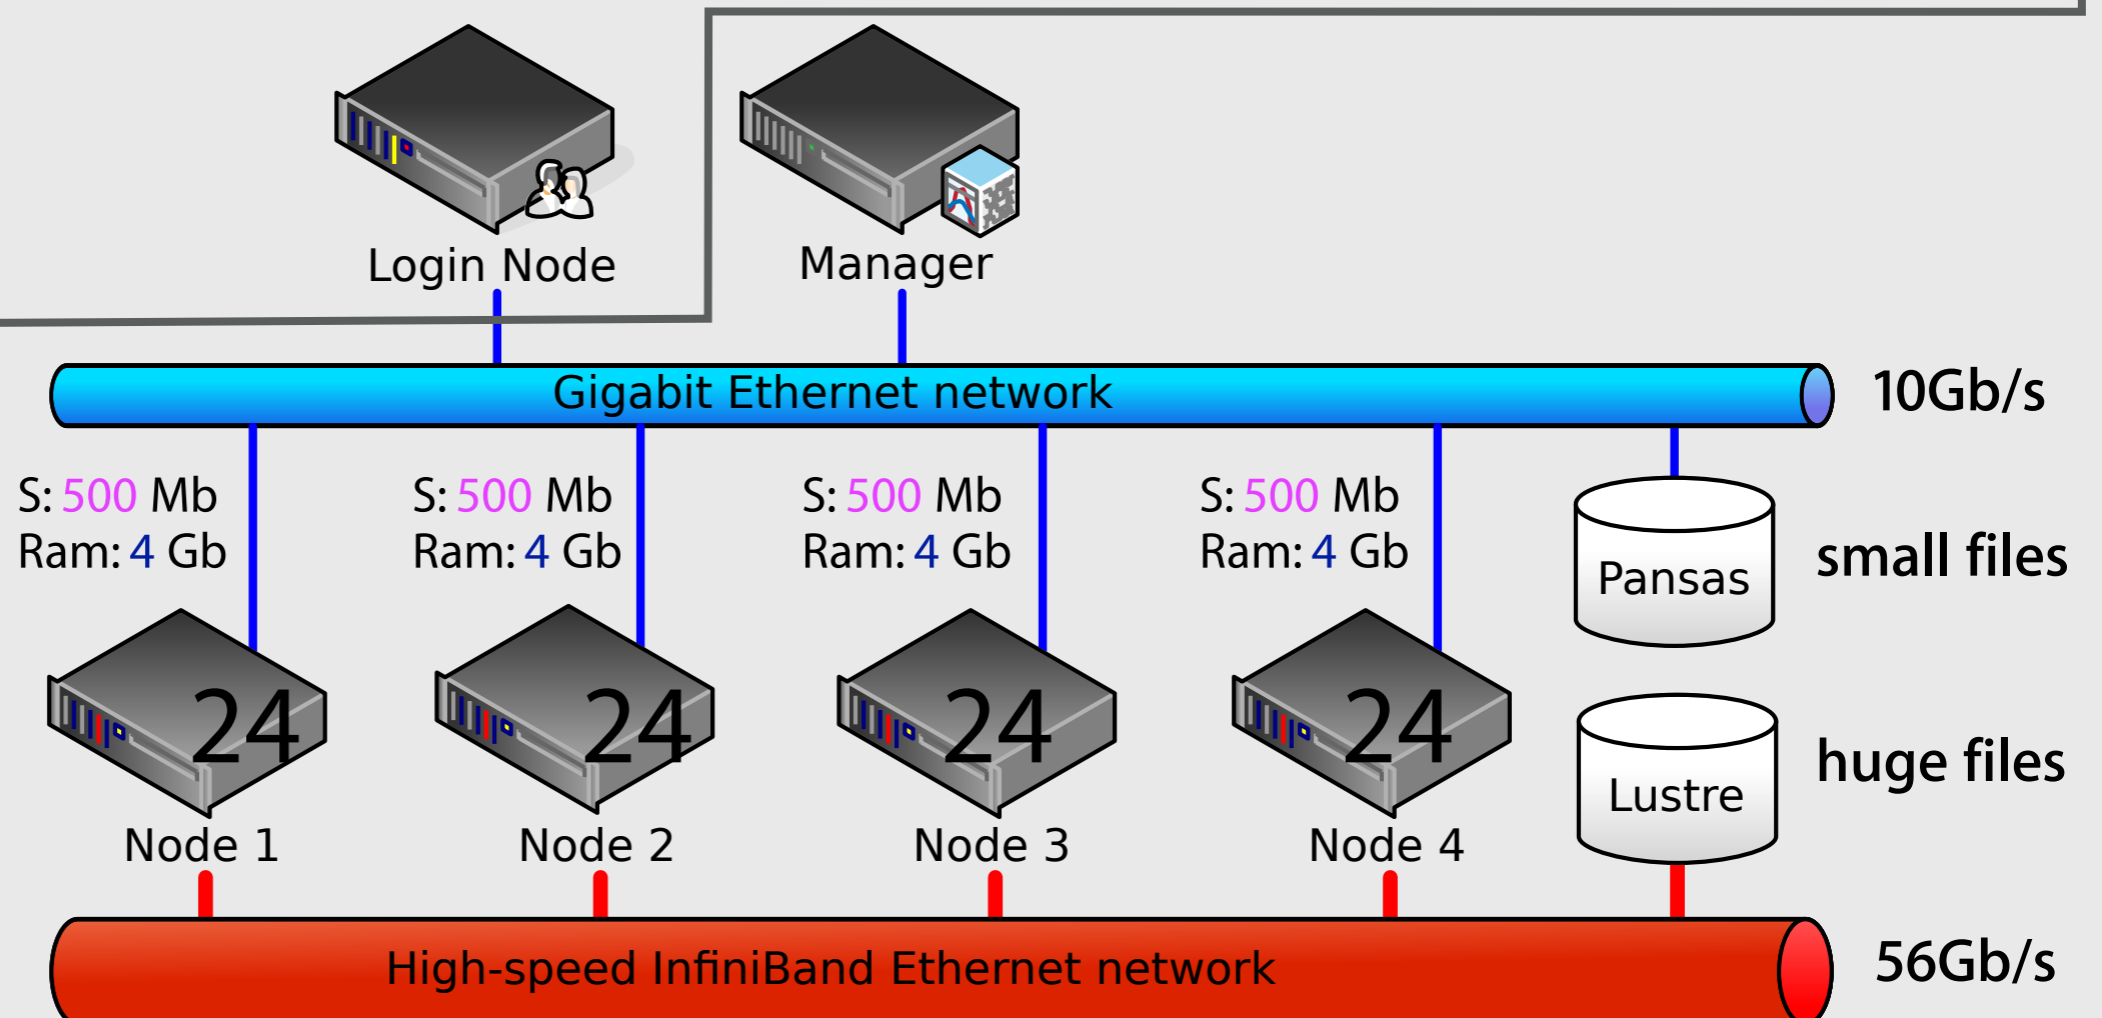 Login Node
Manager
Gigabit Ethernet network
10Gb/s
S: 500 Mb
Ram: 4 Gb
S: 500 Mb
Ram: 4 Gb
S: 500 Mb
Ram: 4 Gb
S: 500 Mb
Ram: 4 Gb
Pansas
small files
24
24
24
24
Lustre
huge files
Node 1
Node 2
Node 3
Node 4
High-speed InfiniBand Ethernet network
56Gb/s